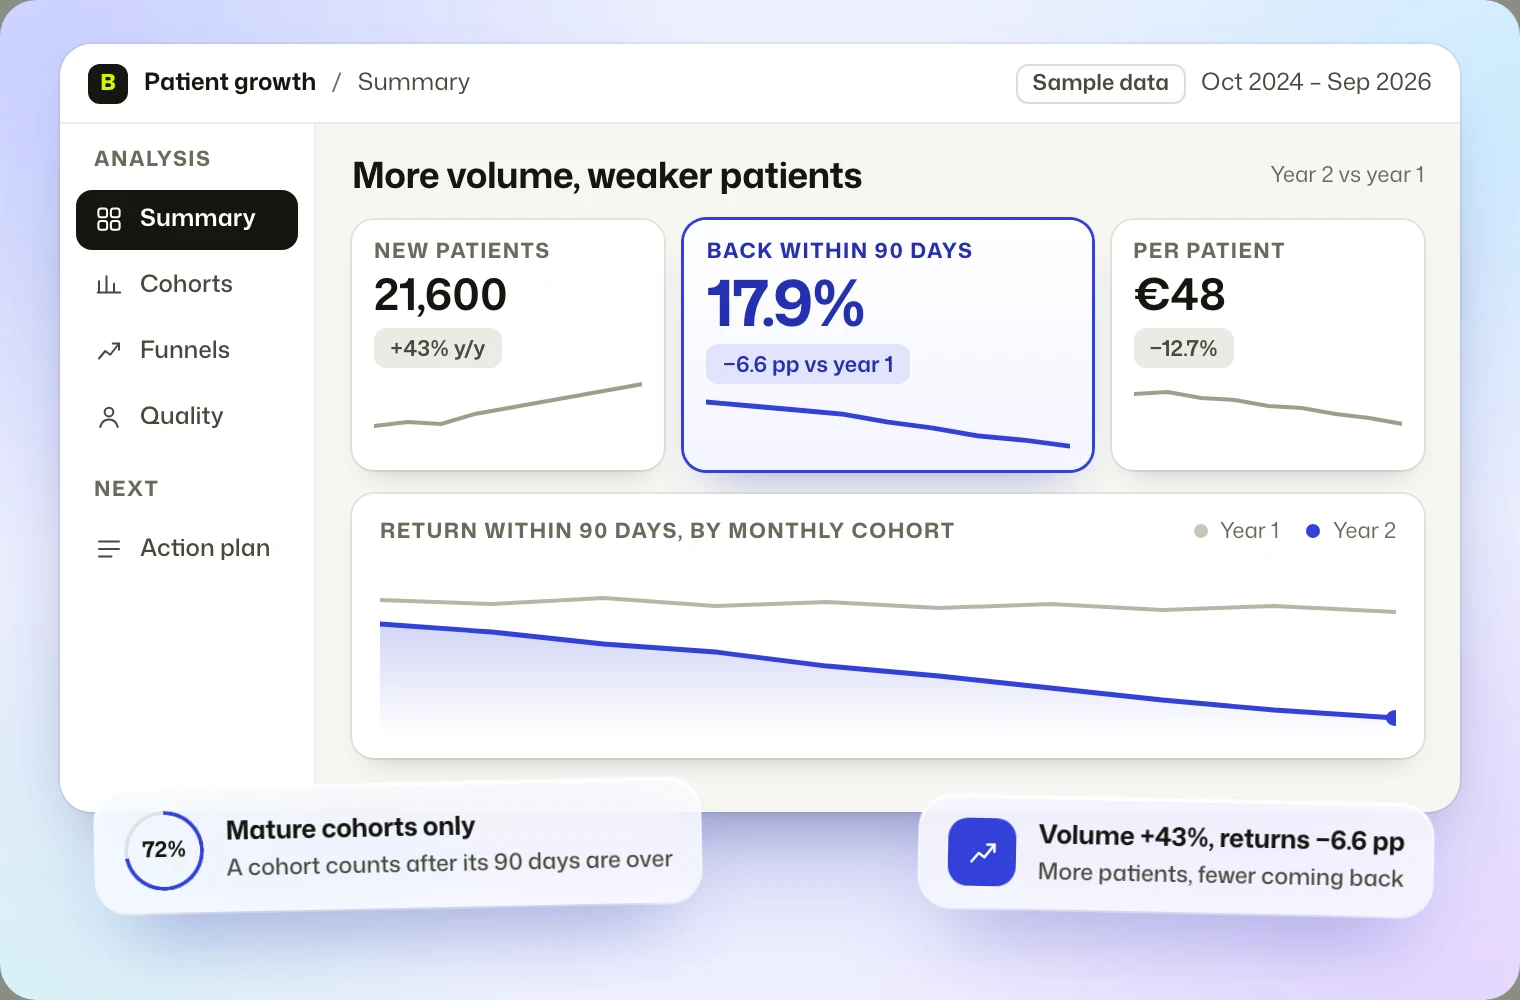 B Patient growth / Summary
Sample data Oct 2024 – Sep 2026
ANALYSIS
Summary
Cohorts
Funnels
Quality
NEXT
Action plan
More volume, weaker patients
Year 2 vs year 1
NEW PATIENTS
21,600
+43% y/y
BACK WITHIN 90 DAYS
17.9%
−6.6 pp vs year 1
PER PATIENT
€48
−12.7%
RETURN WITHIN 90 DAYS, BY MONTHLY COHORT
Year 1 Year 2
72%
Mature cohorts only
A cohort counts after its 90 days are over
Volume +43%, returns −6.6 pp
More patients, fewer coming back